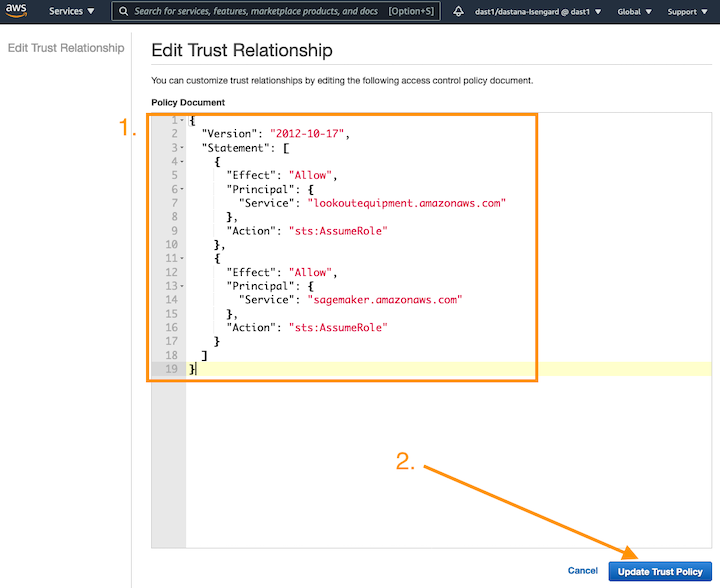 aws
Services ▼
Search for services, features, marketplace products, and docs [Option+S]
dast1/dastana-Isengard @ dast1 ▼
Global ▼
Support ▼
Edit Trust Relationship
Edit Trust Relationship
You can customize trust relationships by editing the following access control policy document.
Policy Document
1.
1 {
2 "Version": "2012-10-17",
3 "Statement": [
4 {
5 "Effect": "Allow",
6 "Principal": {
7 "Service": "lookoutequipment.amazonaws.com"
8 },
9 "Action": "sts:AssumeRole"
10 },
11 {
12 "Effect": "Allow",
13 "Principal": {
14 "Service": "sagemaker.amazonaws.com"
15 },
16 "Action": "sts:AssumeRole"
17 }
18 ]
19 }
2.
Cancel
Update Trust Policy